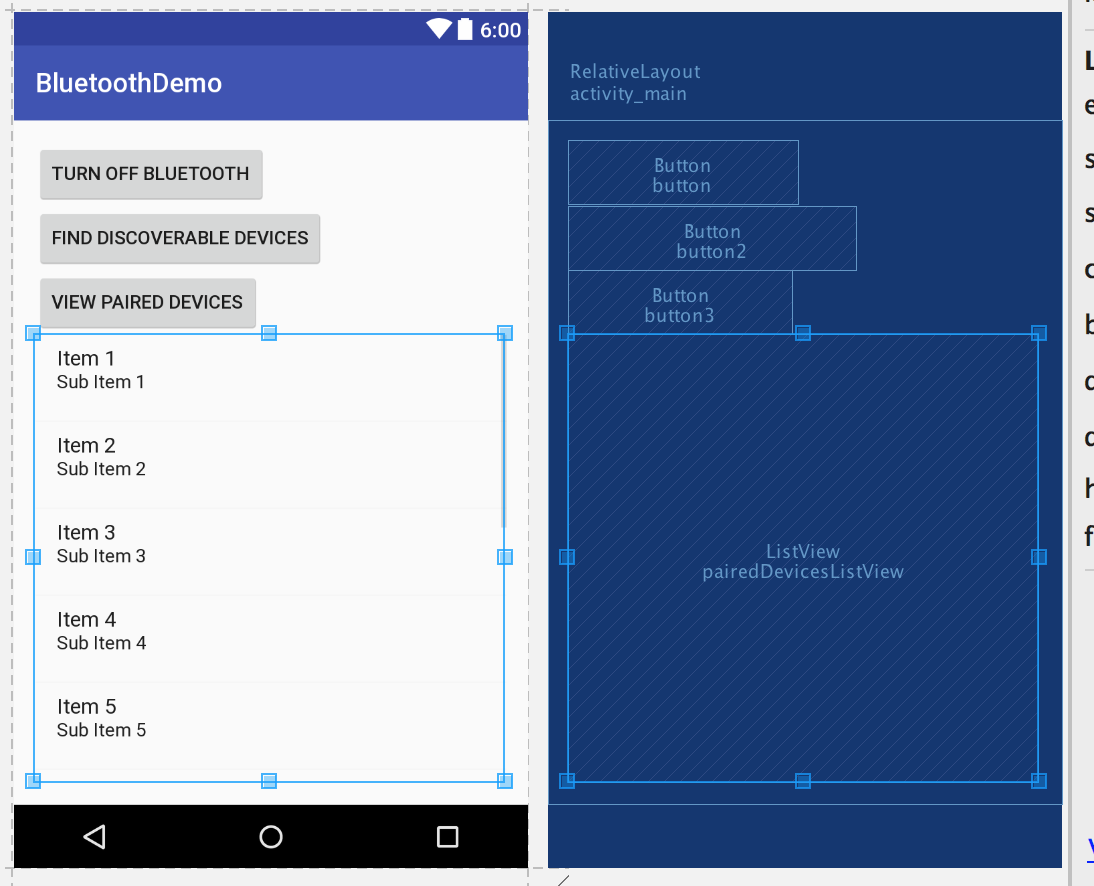 6:00
BluetoothDemo
TURN OFF BLUETOOTH
FIND DISCOVERABLE DEVICES
VIEW PAIRED DEVICES
Item 1
Sub Item 1
Item 2
Sub Item 2
Item 3
Sub Item 3
Item 4
Sub Item 4
Item 5
Sub Item 5
RelativeLayout
activity_main
Button
button
Button
button2
Button
button3
ListView
pairedDevicesListView